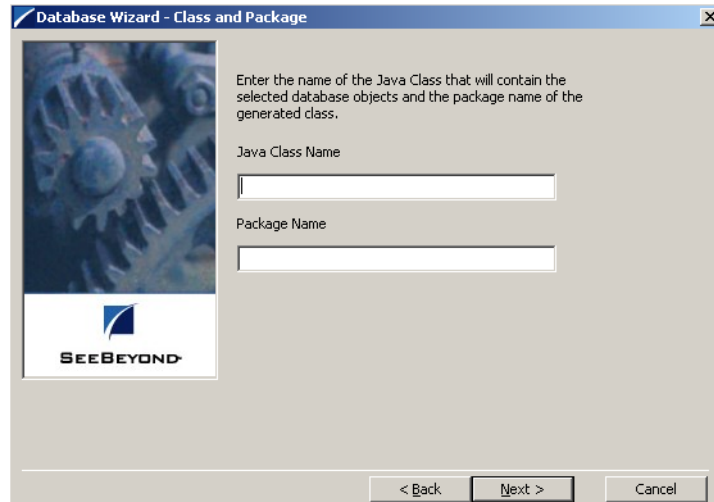 Database Wizard - Class and Package
Enter the name of the Java Class that will contain the
selected database objects and the package name of the
generated class.
Java Class Name
Package Name
SEEBEYOND
< Back
Next >
Cancel